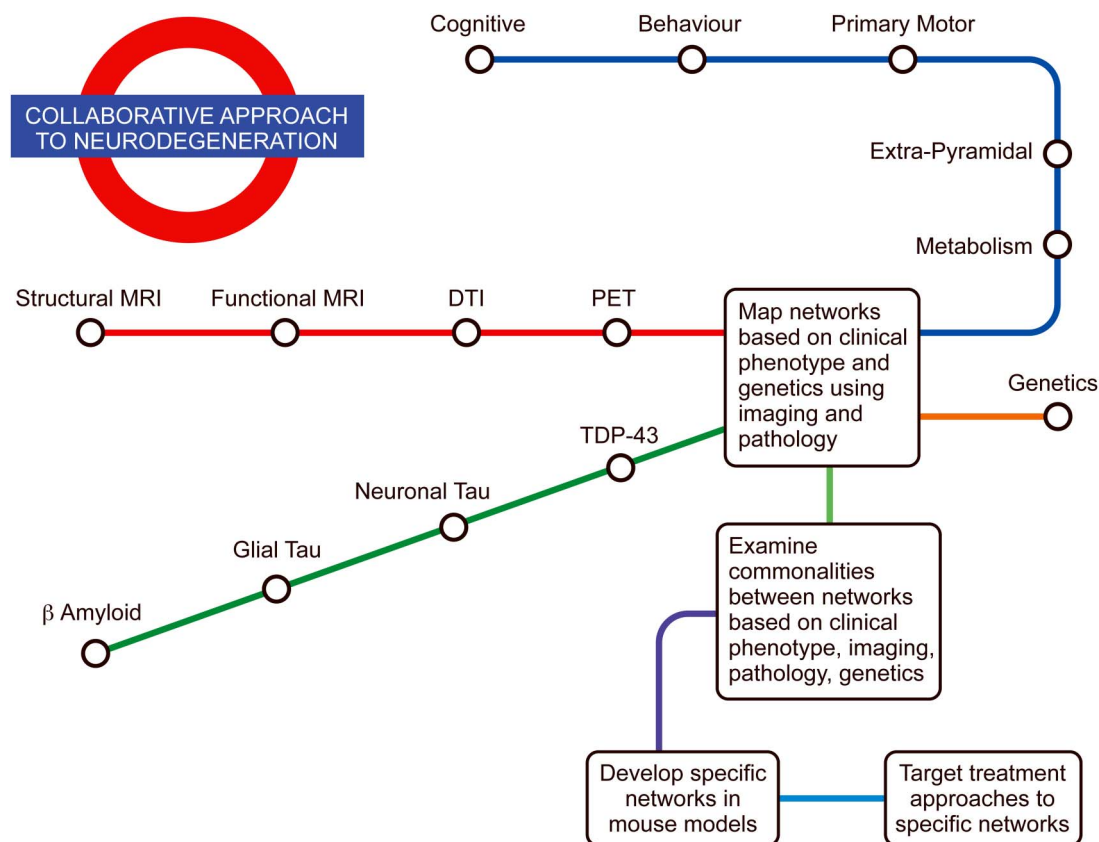 COLLABORATIVE APPROACH
TO NEURODEGENERATION
Cognitive
Behaviour
Primary Motor
Extra-Pyramidal
Metabolism
Structural MRI
Functional MRI
DTI
PET
Map networks
based on clinical
phenotype and
genetics using
imaging and
pathology
Genetics
TDP-43
Neuronal Tau
Glial Tau
β Amyloid
Examine
commonalities
between networks
based on clinical
phenotype, imaging,
pathology, genetics
Develop specific
networks in
mouse models
Target treatment
approaches to
specific networks